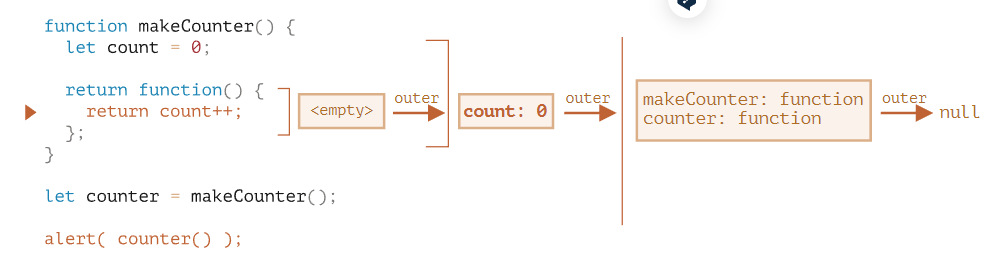 function makeCounter() {
  let count = 0;
  return function() {
    return count++;
  };
}
let counter = makeCounter();
alert( counter() );
<empty>
outer
count: 0
outer
makeCounter: function
counter: function
outer
null